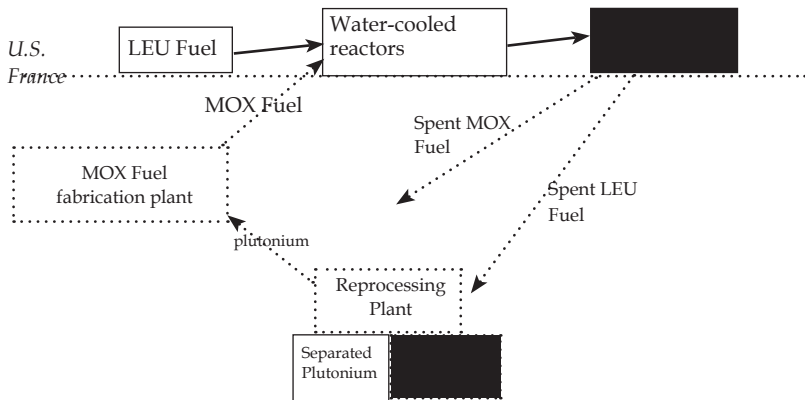 U.S.
France
LEU Fuel
Water-cooled
reactors
MOX Fuel
Spent MOX
Fuel
MOX Fuel
fabrication plant
Spent LEU
Fuel
plutonium
Reprocessing
Plant
Separated
Plutonium